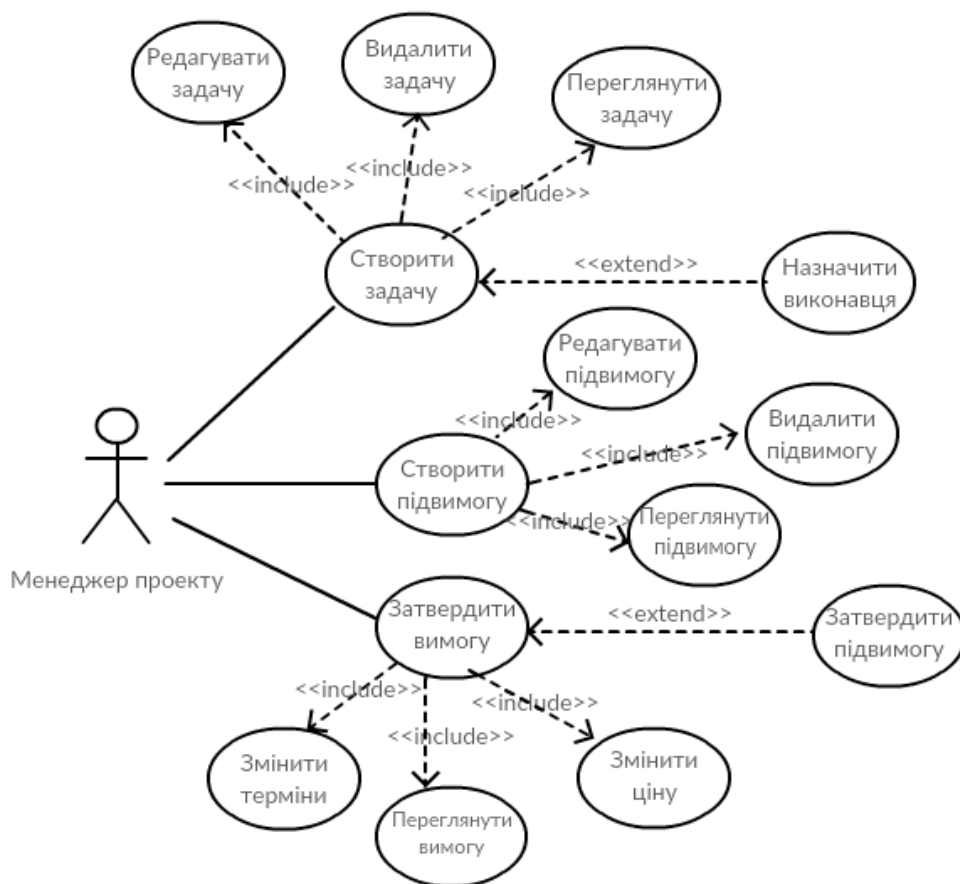 Редагувати
задачу
Видалити
задачу
Переглянути
задачу
<<include>>
<<include>>
<<include>>
Створити
задачу
<<extend>>
Назначити
виконавця
Редагувати
підвимогу
<<include>>
Видалити
підвимогу
<<include>>
Створити
підвимогу
<<include>>
Переглянути
підвимогу
Менеджер проекту
Затвердити
вимогу
<<extend>>
Затвердити
підвимогу
<<include>>
<<include>>
<<include>>
Змінити
терміни
Переглянути
вимогу
Змінити
ціну